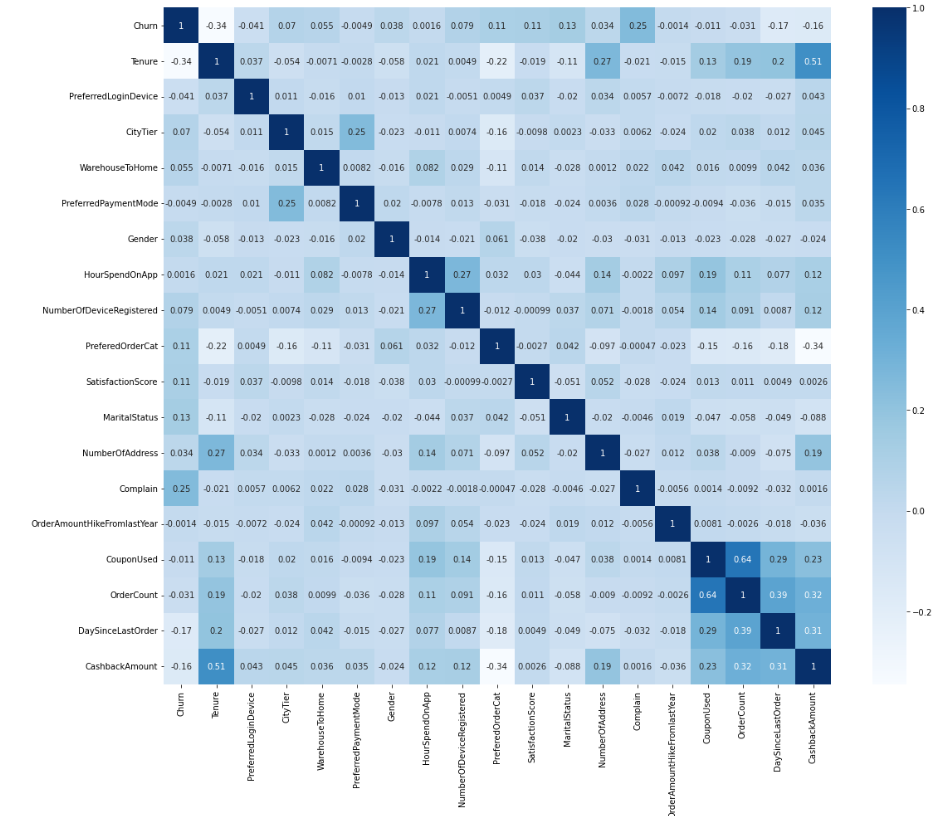 Churn 1 -0.34 -0.041 0.07 0.055 -0.0049 0.038 0.0016 0.079 0.11 0.11 0.13 0.034 0.25 -0.0014 -0.011 -0.031 -0.17 -0.16
Tenure -0.34 1 0.037 -0.054 -0.0071 -0.0028 -0.058 0.021 0.0049 -0.22 -0.019 -0.11 0.27 -0.021 -0.015 0.13 0.19 0.2 0.51
PreferredLoginDevice -0.041 0.037 1 0.011 -0.016 0.01 -0.013 0.021 -0.0051 0.0049 0.037 -0.02 0.034 0.0057 -0.0072 -0.018 -0.02 -0.027 0.043
CityTier 0.07 -0.054 0.011 1 0.015 0.25 -0.023 -0.011 0.0074 -0.16 -0.0098 0.0023 -0.033 0.0062 -0.024 0.02 0.038 0.012 0.045
WarehouseToHome 0.055 -0.0071 -0.016 0.015 1 0.0082 -0.016 0.082 0.029 -0.11 0.014 -0.028 0.0012 0.022 0.042 0.016 0.0099 0.042 0.036
PreferredPaymentMode -0.0049 -0.0028 0.01 0.25 0.0082 1 0.02 -0.0078 0.013 -0.031 -0.018 -0.024 0.0036 0.028 -0.00092 -0.0094 -0.036 -0.015 0.035
Gender 0.038 -0.058 -0.013 -0.023 -0.016 0.02 1 -0.014 -0.021 0.061 -0.038 -0.02 -0.03 -0.031 -0.013 -0.023 -0.028 -0.027 -0.024
HourSpendOnApp 0.0016 0.021 0.021 -0.011 0.082 -0.0078 -0.014 1 0.27 0.032 0.03 -0.044 0.14 -0.0022 0.097 0.19 0.11 0.077 0.12
NumberOfDeviceRegistered 0.079 0.0049 -0.0051 0.0074 0.029 0.013 -0.021 0.27 1 -0.012 -0.00099 0.037 0.071 -0.0018 0.054 0.14 0.091 0.0087 0.12
PreferedOrderCat 0.11 -0.22 0.0049 -0.16 -0.11 -0.031 0.061 0.032 -0.012 1 -0.0027 0.042 -0.097 -0.00047 -0.023 -0.15 -0.16 -0.18 -0.34
SatisfactionScore 0.11 -0.019 0.037 -0.0098 0.014 -0.018 -0.038 0.03 -0.00099 -0.0027 1 -0.051 0.052 -0.028 -0.024 0.013 0.011 0.0049 0.0026
MaritalStatus 0.13 -0.11 -0.02 0.0023 -0.028 -0.024 -0.02 -0.044 0.037 0.042 -0.051 1 -0.02 -0.0046 0.019 -0.047 -0.058 -0.049 -0.088
NumberOfAddress 0.034 0.27 0.034 -0.033 0.0012 0.0036 -0.03 0.14 0.071 -0.097 0.052 -0.02 1 -0.027 0.012 0.038 -0.009 -0.075 0.19
Complain 0.25 -0.021 0.0057 0.0062 0.022 0.028 -0.031 -0.0022 -0.0018 -0.00047 -0.028 -0.0046 -0.027 1 -0.0056 0.0014 -0.0092 -0.032 0.0016
OrderAmountHikeFromlastYear -0.0014 -0.015 -0.0072 -0.024 0.042 -0.00092 -0.013 0.097 0.054 -0.023 -0.024 0.019 0.012 -0.0056 1 0.0081 -0.0026 -0.018 -0.036
CouponUsed -0.011 0.13 -0.018 0.02 0.016 -0.0094 -0.023 0.19 0.14 -0.15 0.013 -0.047 0.038 0.0014 0.0081 1 0.64 0.29 0.23
OrderCount -0.031 0.19 -0.02 0.038 0.0099 -0.036 -0.028 0.11 0.091 -0.16 0.011 -0.058 -0.009 -0.0092 -0.0026 0.64 1 0.39 0.32
DaySinceLastOrder -0.17 0.2 -0.027 0.012 0.042 -0.015 -0.027 0.077 0.0087 -0.18 0.0049 -0.049 -0.075 -0.032 -0.018 0.29 0.39 1 0.31
CashbackAmount -0.16 0.51 0.043 0.045 0.036 0.035 -0.024 0.12 0.12 -0.34 0.0026 -0.088 0.19 0.0016 -0.036 0.23 0.32 0.31 1
Churn
Tenure
PreferredLoginDevice
CityTier
WarehouseToHome
PreferredPaymentMode
Gender
HourSpendOnApp
NumberOfDeviceRegistered
PreferedOrderCat
SatisfactionScore
MaritalStatus
NumberOfAddress
Complain
OrderAmountHikeFromlastYear
CouponUsed
OrderCount
DaySinceLastOrder
CashbackAmount
1.0
0.8
0.6
0.4
0.2
0.0
−0.2